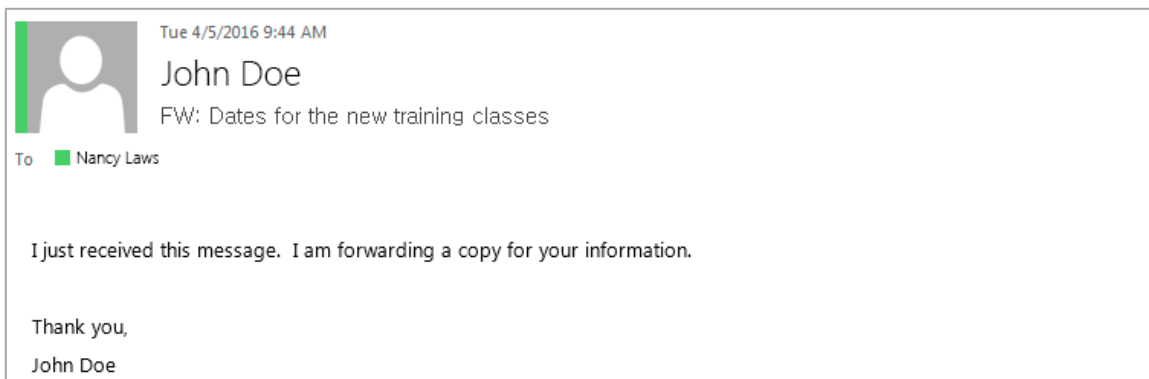 Tue 4/5/2016 9:44 AM
John Doe
FW: Dates for the new training classes
To Nancy Laws
I just received this message.  I am forwarding a copy for your information.
Thank you,
John Doe